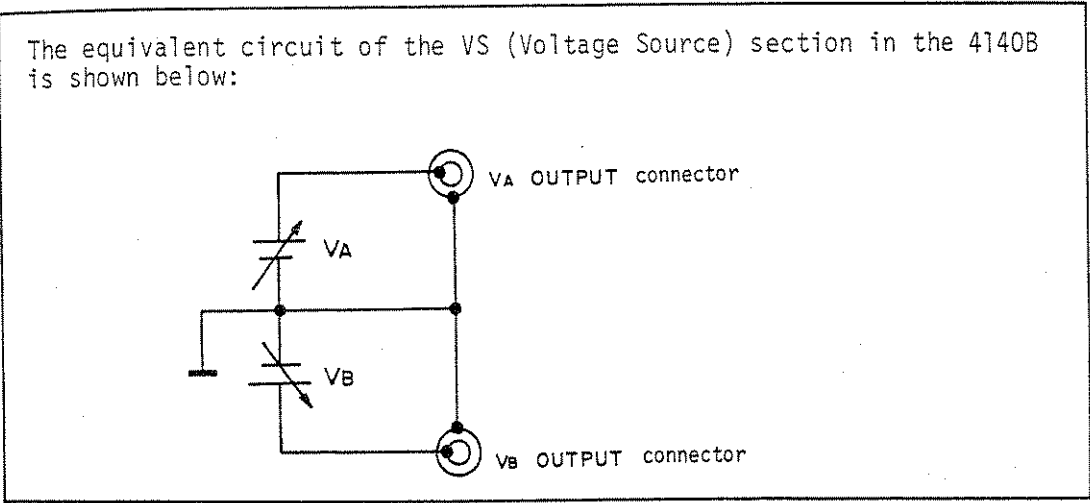 The equivalent circuit of the VS (Voltage Source) section in the 4140B
is shown below:
VA OUTPUT connector
VA
VB
VB OUTPUT connector